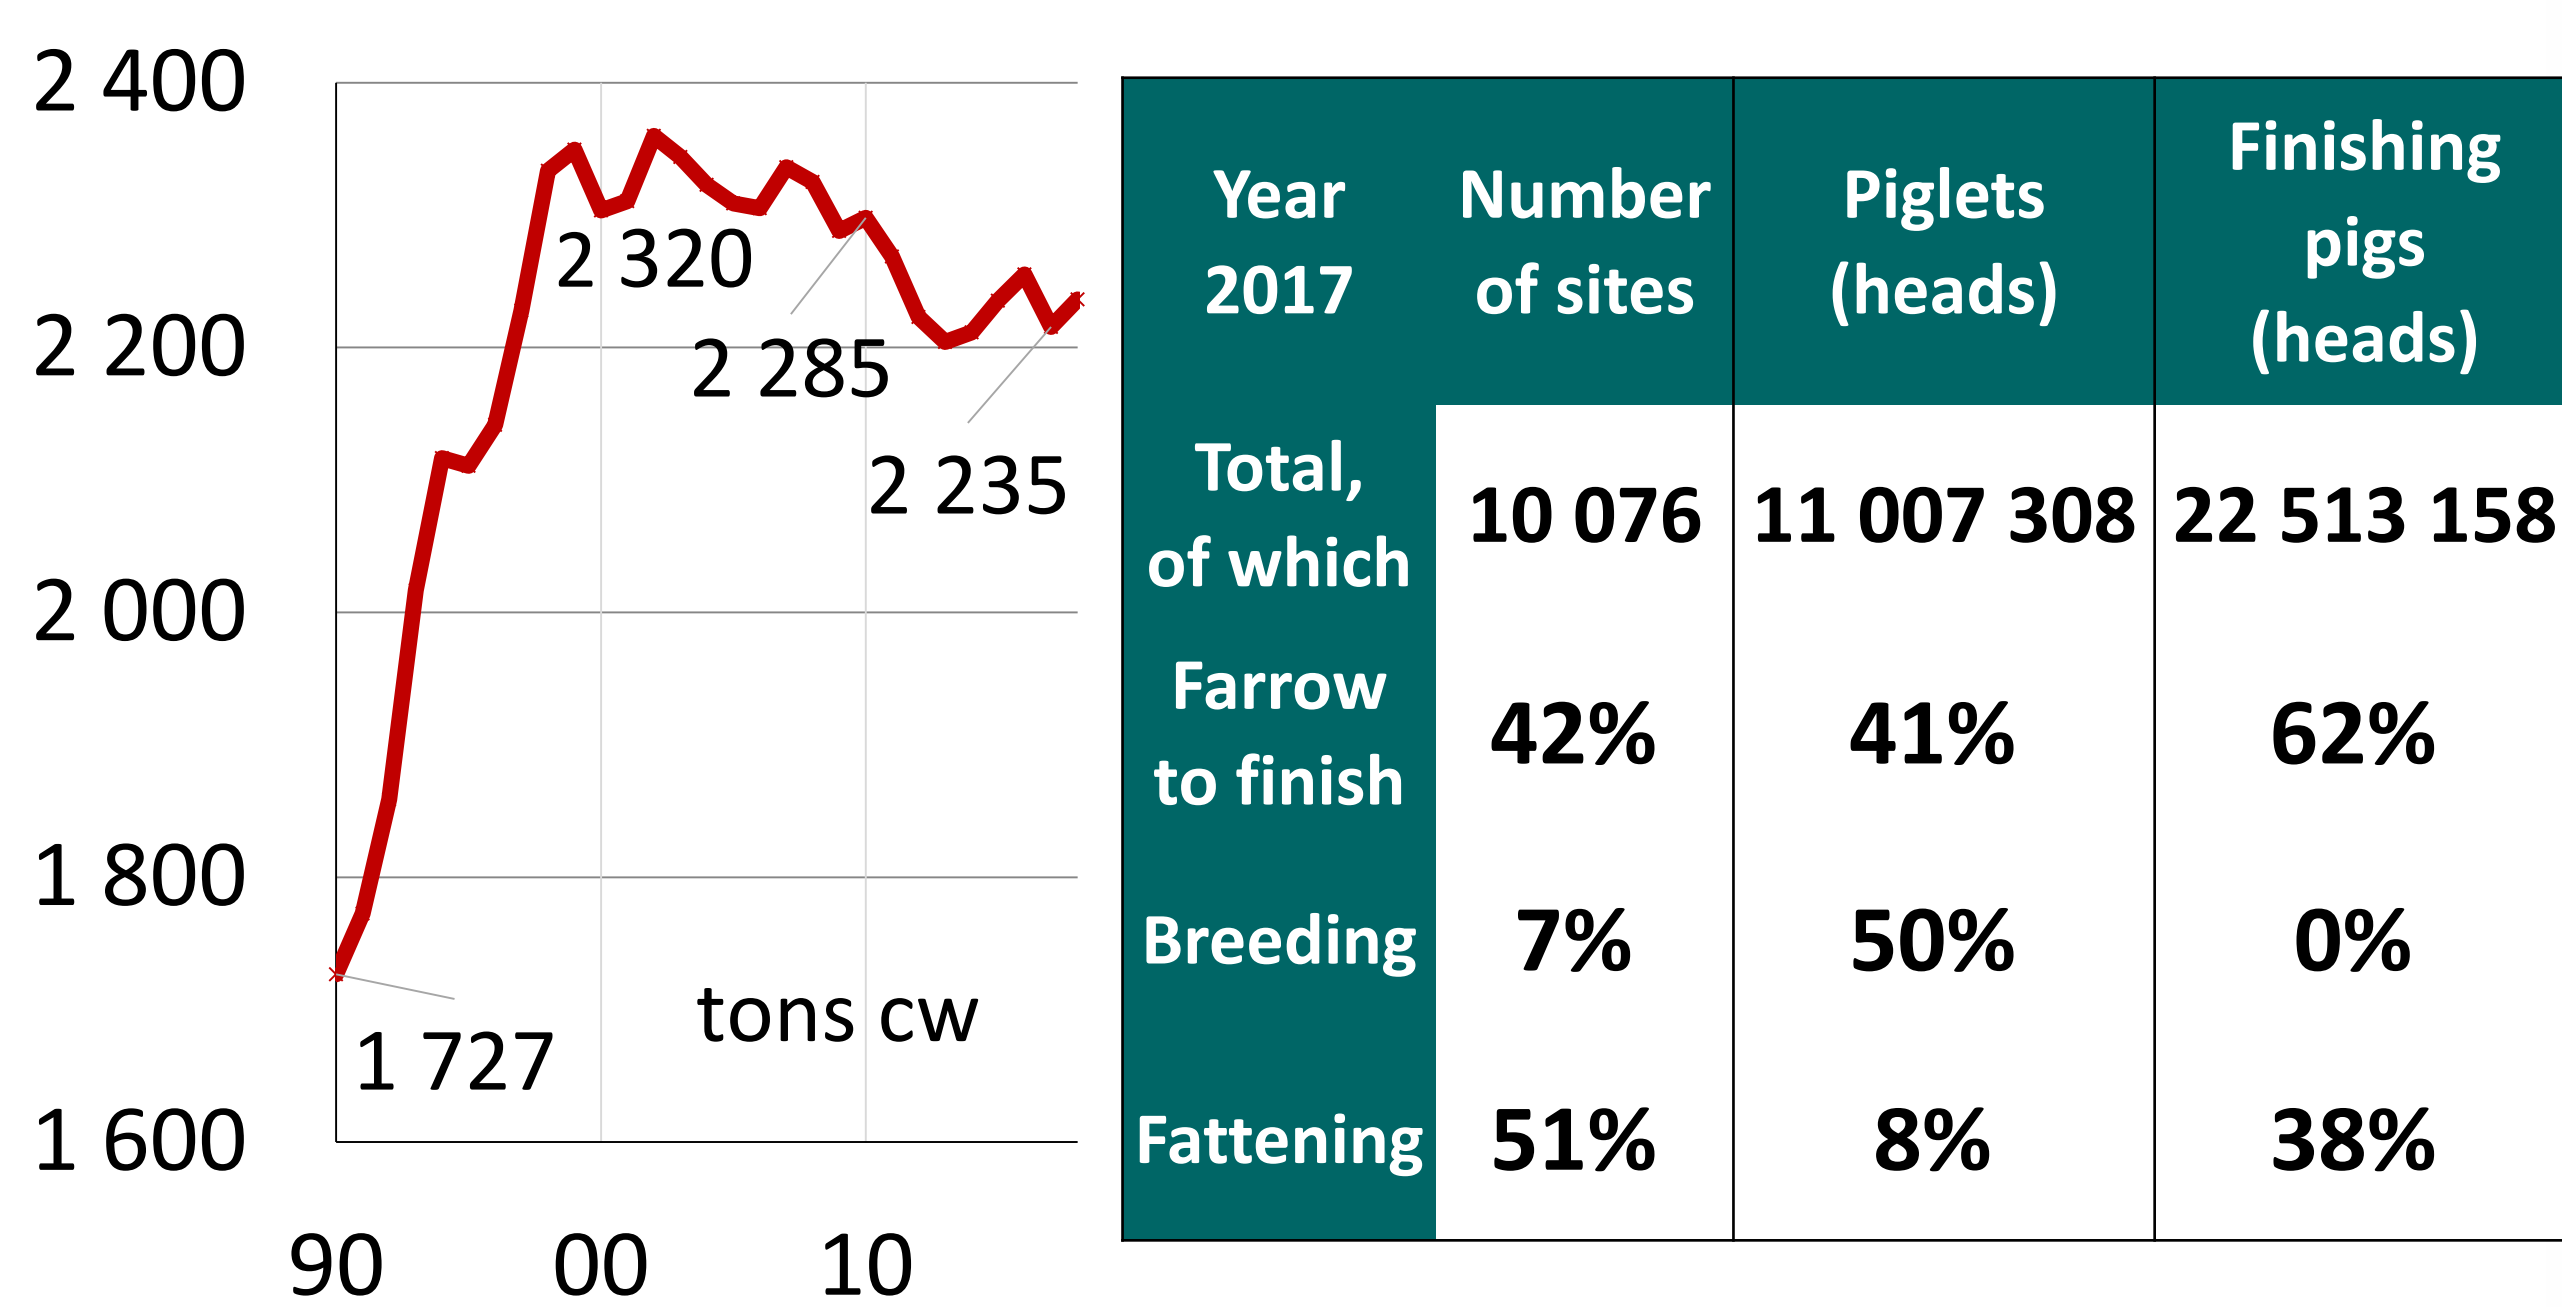 2 400
2 200
2 000
1 800
1 600
90 00 10
2 320
2 285
2 235
1 727
tons cw
Year
2017
Number
of sites
Piglets
(heads)
Finishing
pigs
(heads)
Total,
of which
10 076 11 007 308 22 513 158
Farrow
to finish
42% 41% 62%
Breeding 7% 50% 0%
Fattening 51% 8% 38%